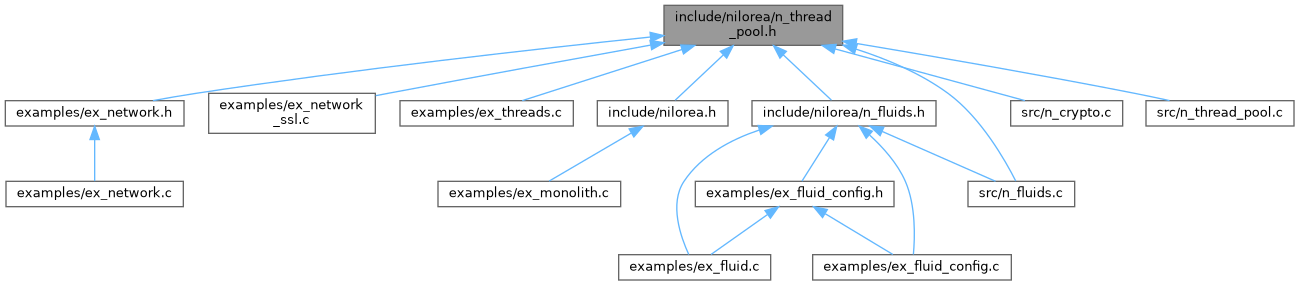 include/nilorea/n_thread
_pool.h
examples/ex_network.h
examples/ex_network
_ssl.c
examples/ex_threads.c
include/nilorea.h
include/nilorea/n_fluids.h
src/n_crypto.c
src/n_thread_pool.c
examples/ex_network.c
examples/ex_monolith.c
examples/ex_fluid_config.h
src/n_fluids.c
examples/ex_fluid.c
examples/ex_fluid_config.c